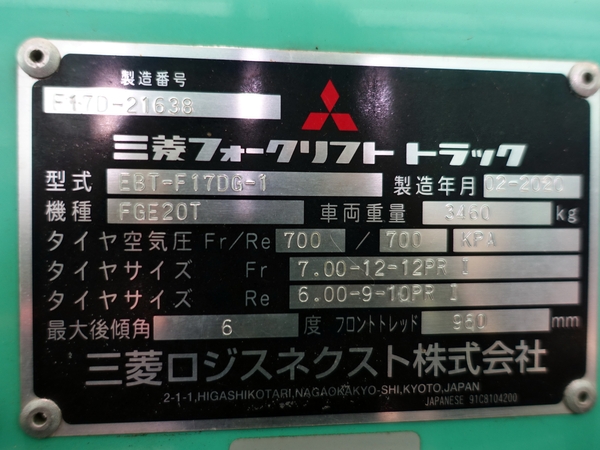 製造番号
F17D-21638
三菱フォークリフト トラック
型式 EBT-F17DG-1 製造年月 02-2020
機種 FGE20T 車両重量 3460 kg
タイヤ空気圧 Fr/Re 700 / 700 KPA
タイヤサイズ Fr 7.00-12-12PR I
タイヤサイズ Re 6.00-9-10PR I
最大後傾角 6 度 フロントトレッド 960 mm
三菱ロジスネクスト株式会社
2-1-1,HIGASHIKOTARI,NAGAOKAKYO-SHI,KYOTO,JAPAN
JAPANESE 91C8104200